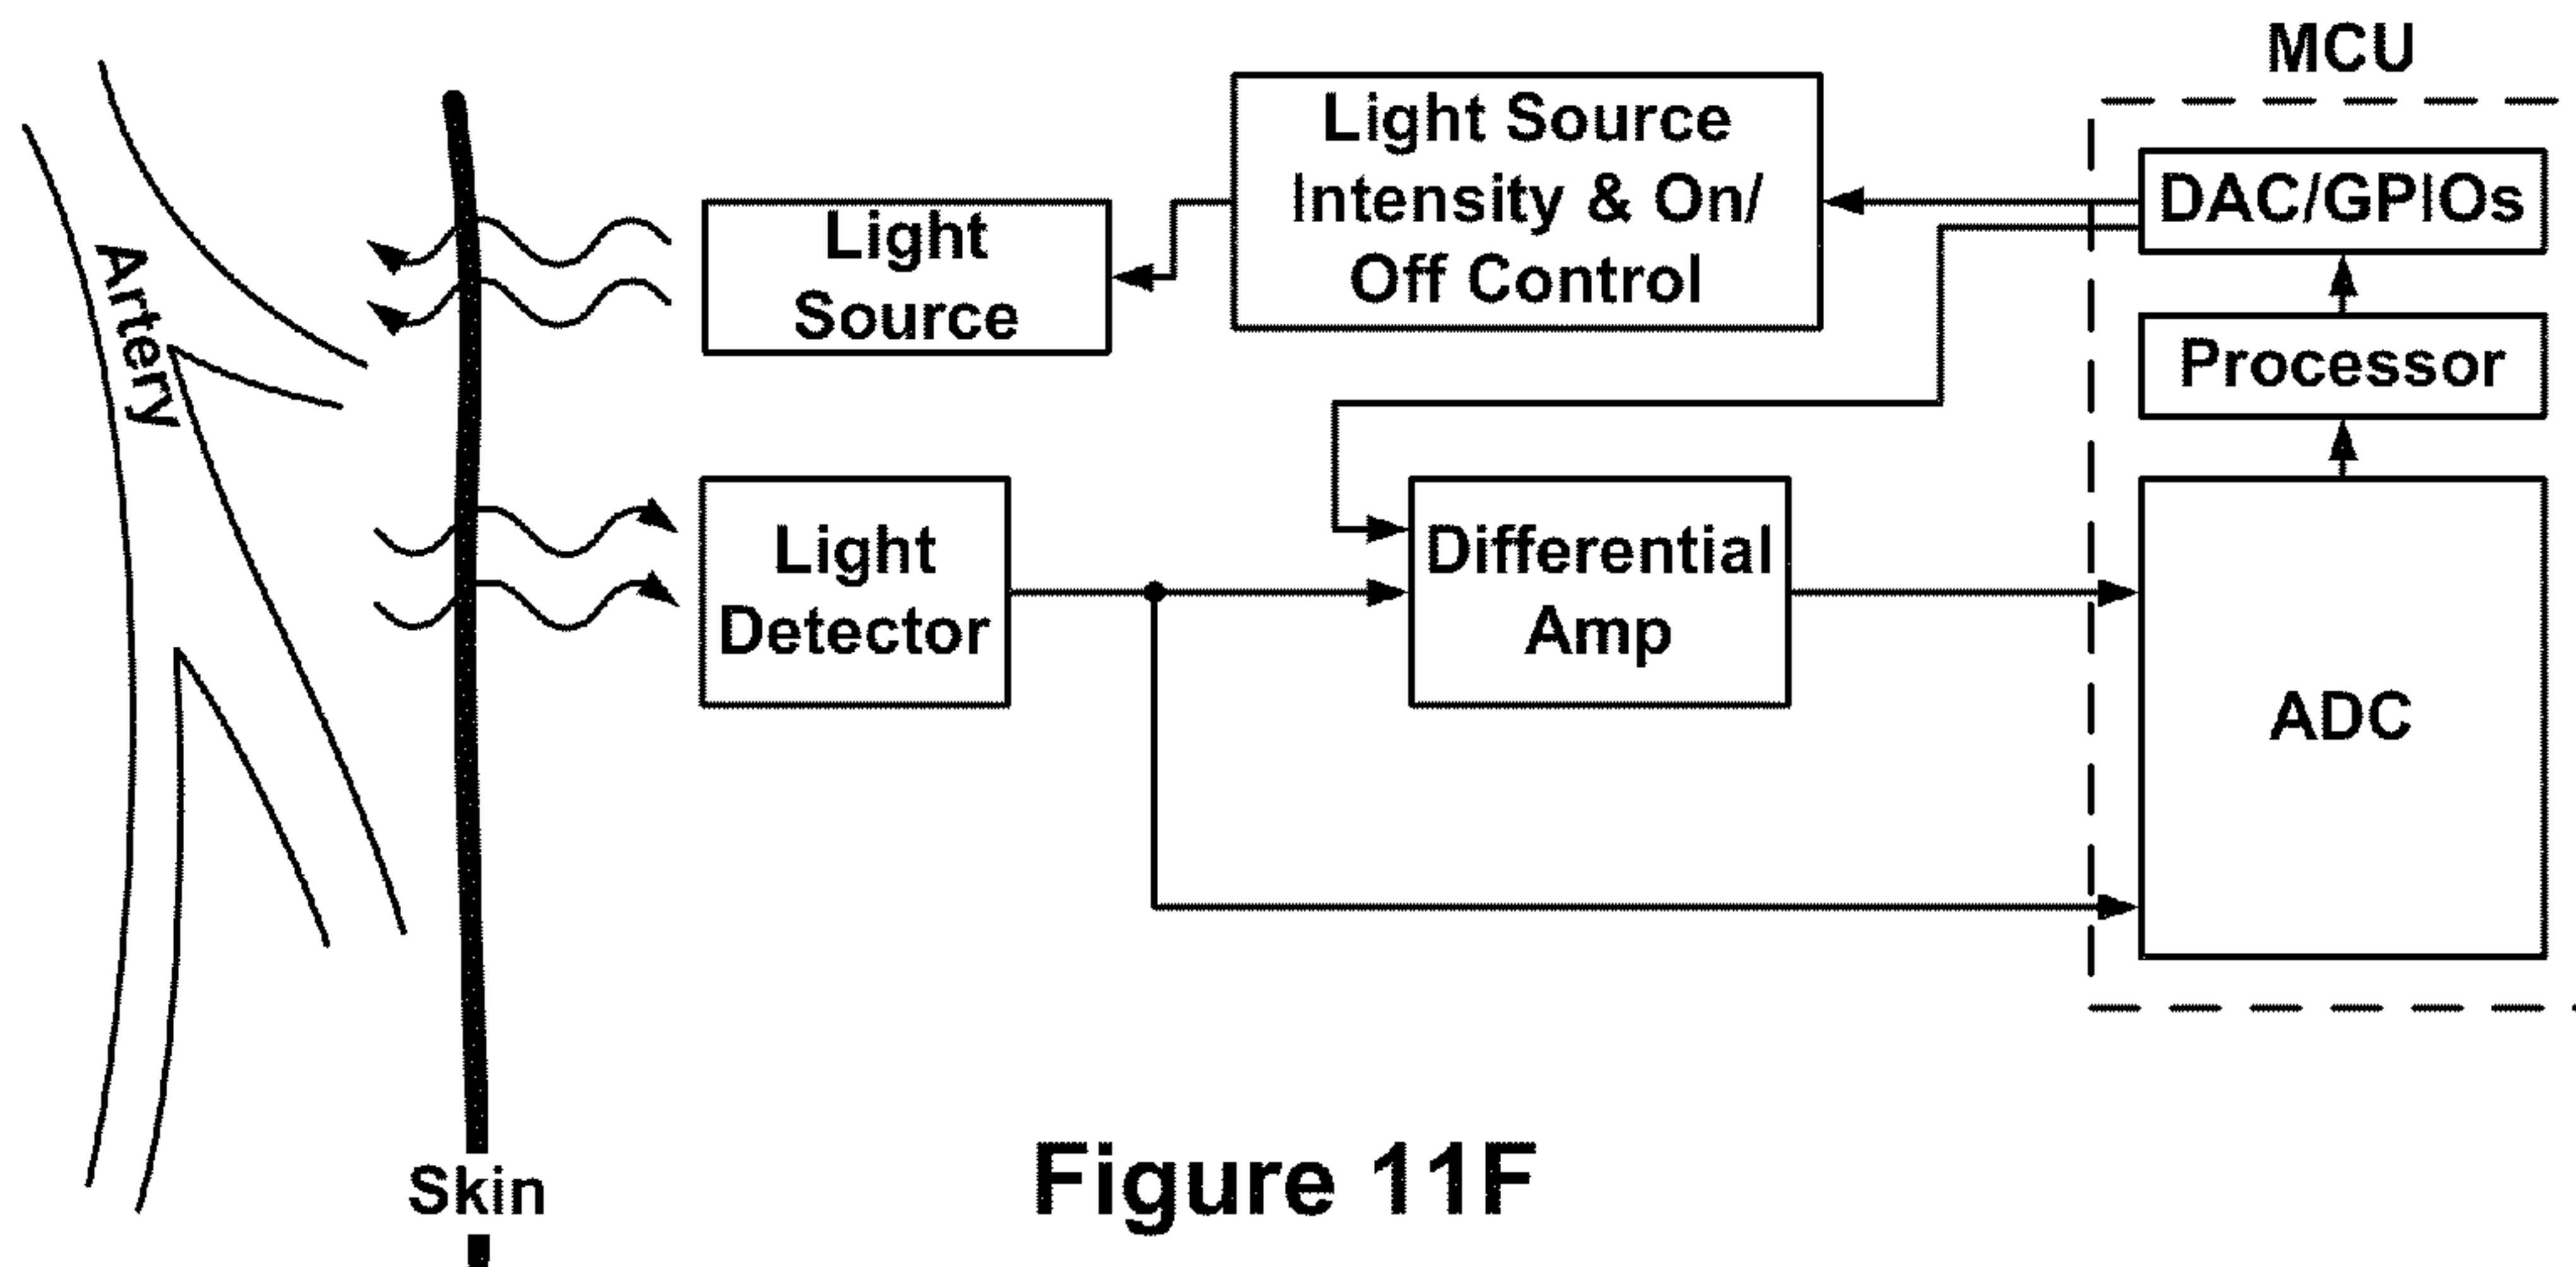 MCU
Light Source
Intensity & On/
Off Control
DAC/GPIOs
Light
Source
Artery
Processor
Light
Detector
Differential
Amp
ADC
Skin
Figure 11F